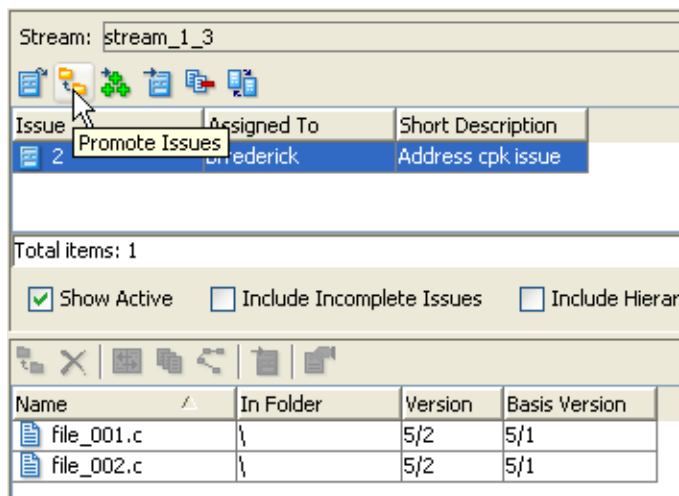 Stream: stream_1_3
Issue Assigned To Short Description
Promote Issues
2 rederick Address cpk issue
Total items: 1
Show Active Include Incomplete Issues Include Hierar
Name In Folder Version Basis Version
file_001.c \ 5/2 5/1
file_002.c \ 5/2 5/1